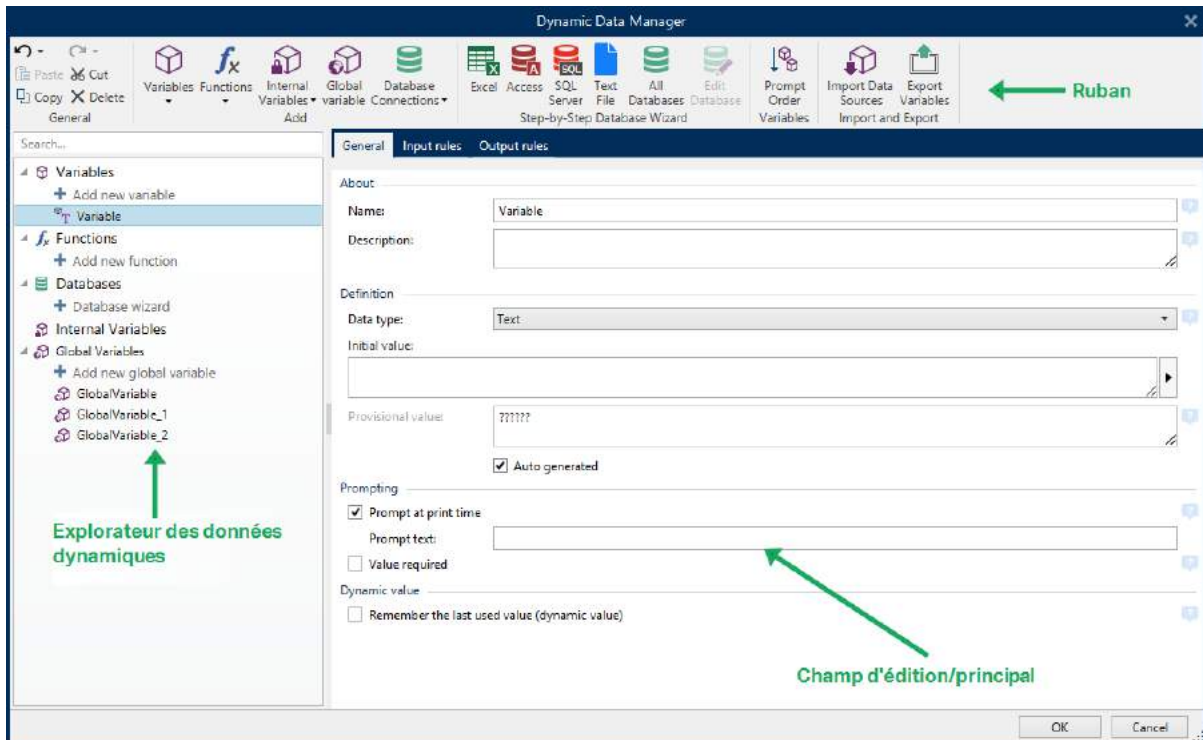 Dynamic Data Manager
Paste Cut
Copy Delete
General
Variables Functions Internal Variables Global variable Database Connections
Add
Excel Access SQL Server Text File All Databases Edit Database
Step-by-Step Database Wizard
Prompt Order
Variables
Import Data Sources Export Variables
Import and Export
Ruban
Search...
Variables
Add new variable
Variable
Functions
Add new function
Databases
Database wizard
Internal Variables
Global Variables
Add new global variable
GlobalVariable
GlobalVariable_1
GlobalVariable_2
Explorateur des données
dynamiques
General Input rules Output rules
About
Name: Variable
Description:
Definition
Data type: Text
Initial value:
Provisional value: ??????
Auto generated
Prompting
Prompt at print time
Prompt text:
Value required
Dynamic value
Remember the last used value (dynamic value)
Champ d'édition/principal
OK Cancel